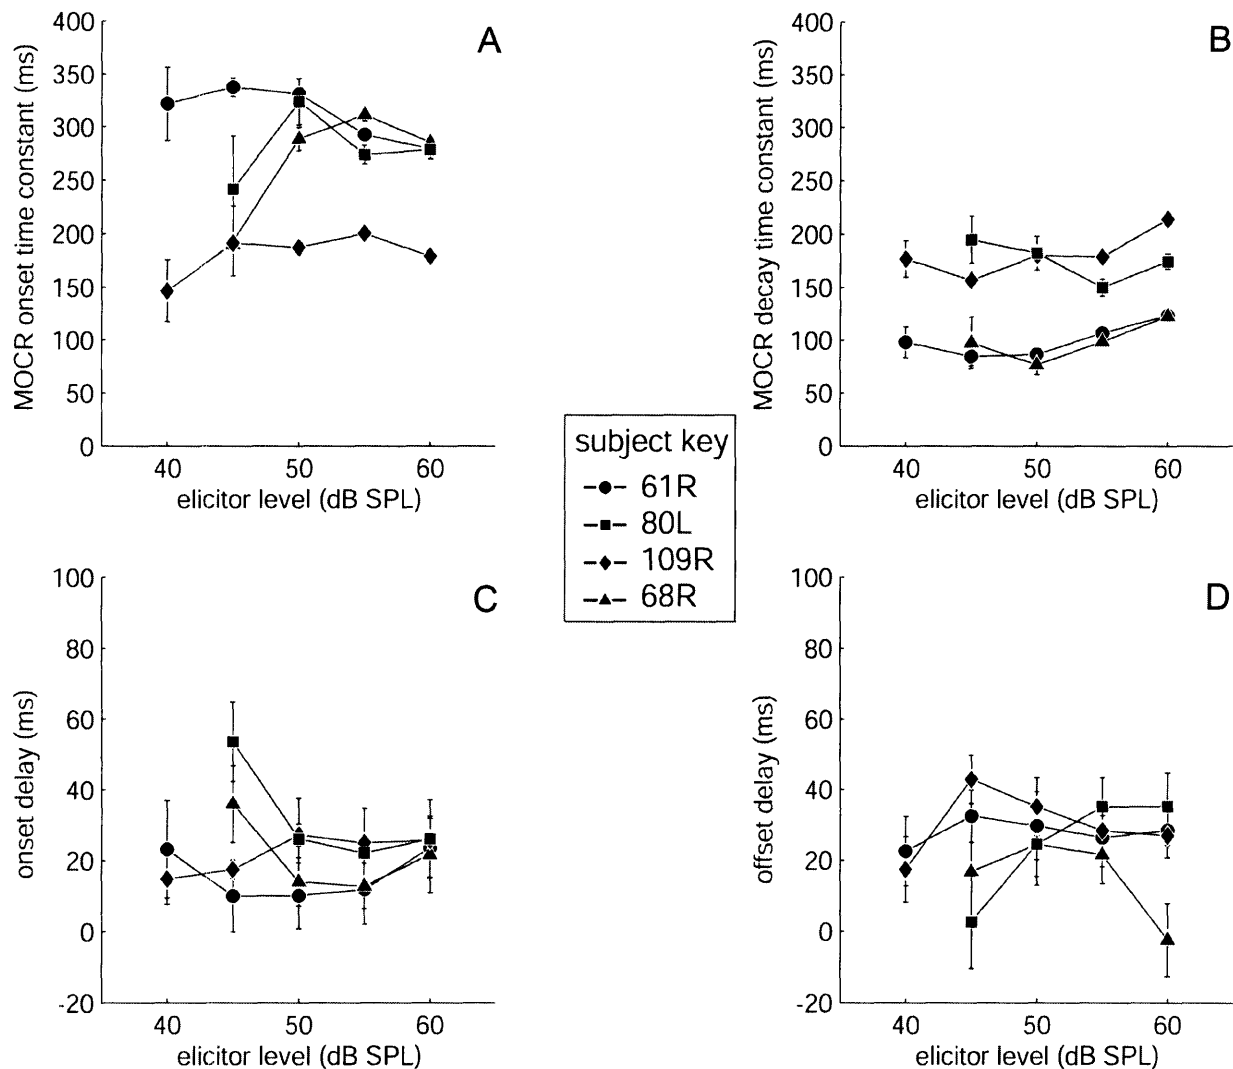 A
MOCR onset time constant (ms)
400
350
300
250
200
150
100
50
0
40 50 60
elicitor level (dB SPL)
B
MOCR decay time constant (ms)
400
350
300
250
200
150
100
50
0
40 50 60
elicitor level (dB SPL)
subject key
61R
80L
109R
68R
C
onset delay (ms)
100
80
60
40
20
0
-20
40 50 60
elicitor level (dB SPL)
D
offset delay (ms)
100
80
60
40
20
0
-20
40 50 60
elicitor level (dB SPL)